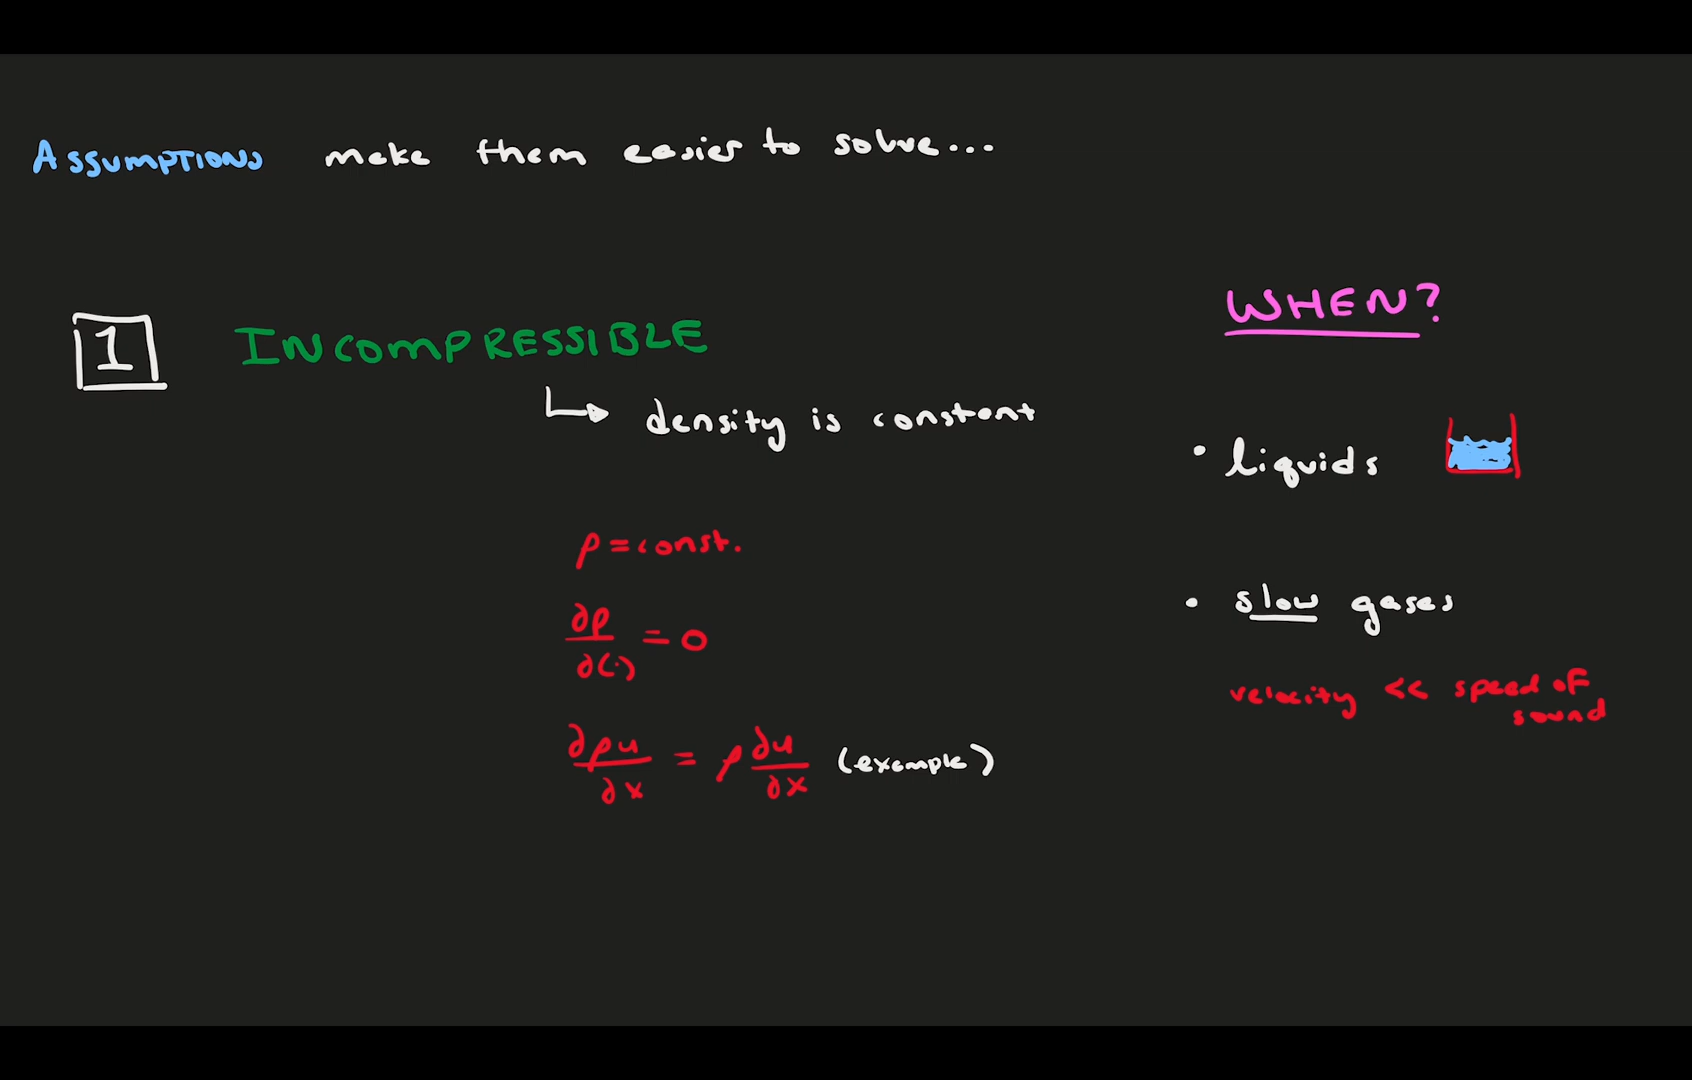 ASSUMPTIONS make them easier to solve...
1 INCOMPRESSIBLE
↳ density is constant
ρ = const.
∂ρ/∂(·) = 0
∂ρu/∂x = ρ ∂u/∂x (example)
WHEN?
• liquids
• slow gases
velocity << speed of
sound